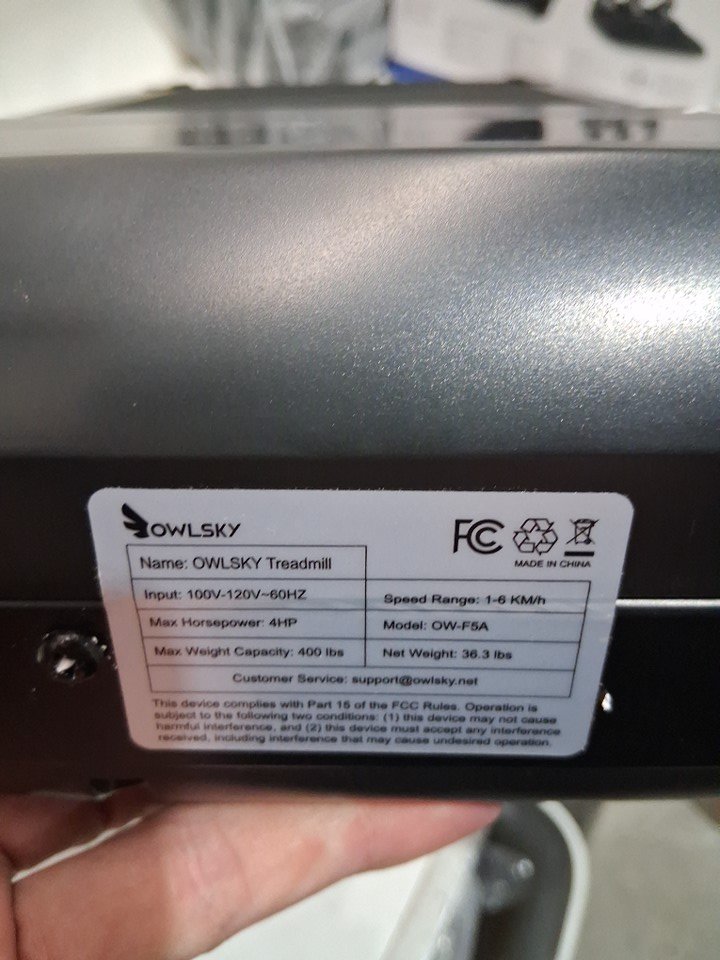 OWLSKY
FC
MADE IN CHINA
Name: OWLSKY Treadmill
Input: 100V-120V~60HZ
Speed Range: 1-6 KM/h
Max Horsepower: 4HP
Model: OW-F5A
Max Weight Capacity: 400 lbs
Net Weight: 36.3 lbs
Customer Service: support@owlsky.net
This device complies with Part 15 of the FCC Rules. Operation is
subject to the following two conditions: (1) this device may not cause
harmful interference, and (2) this device must accept any interference
received, including interference that may cause undesired operation.